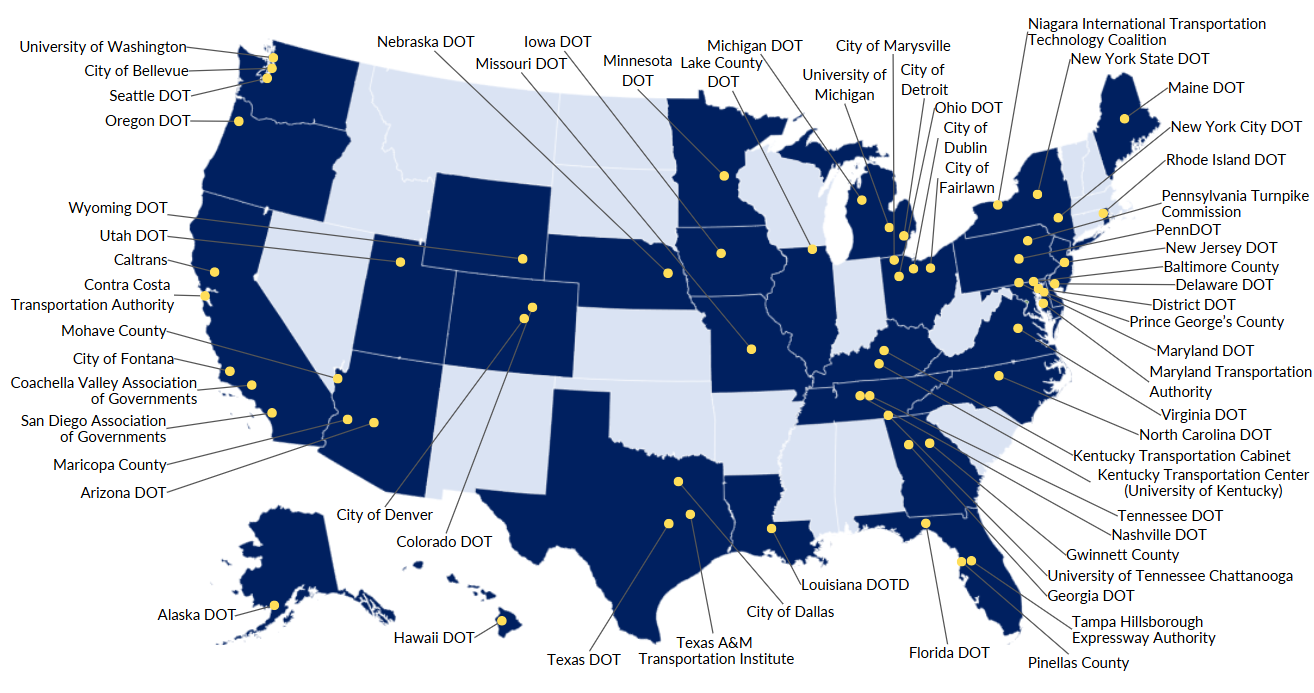 University of Washington
City of Bellevue
Seattle DOT
Oregon DOT
Wyoming DOT
Utah DOT
Caltrans
Contra Costa
Transportation Authority
Mohave County
City of Fontana
Coachella Valley Association
of Governments
San Diego Association
of Governments
Maricopa County
Arizona DOT
Alaska DOT
Hawaii DOT
Nebraska DOT
Iowa DOT
Missouri DOT
Minnesota
DOT
Michigan DOT
Lake County
DOT
City of Marysville
University of
Michigan
City of
Detroit
Ohio DOT
City of
Dublin
City of
Fairlawn
Niagara International Transportation
Technology Coalition
New York State DOT
Maine DOT
New York City DOT
Rhode Island DOT
Pennsylvania Turnpike
Commission
PennDOT
New Jersey DOT
Baltimore County
Delaware DOT
District DOT
Prince George's County
Maryland DOT
Maryland Transportation
Authority
Virginia DOT
North Carolina DOT
Kentucky Transportation Cabinet
Kentucky Transportation Center
(University of Kentucky)
Tennessee DOT
Nashville DOT
Gwinnett County
University of Tennessee Chattanooga
Georgia DOT
Tampa Hillsborough
Expressway Authority
Pinellas County
Florida DOT
City of Denver
Colorado DOT
Louisiana DOTD
City of Dallas
Texas A&M
Transportation Institute
Texas DOT